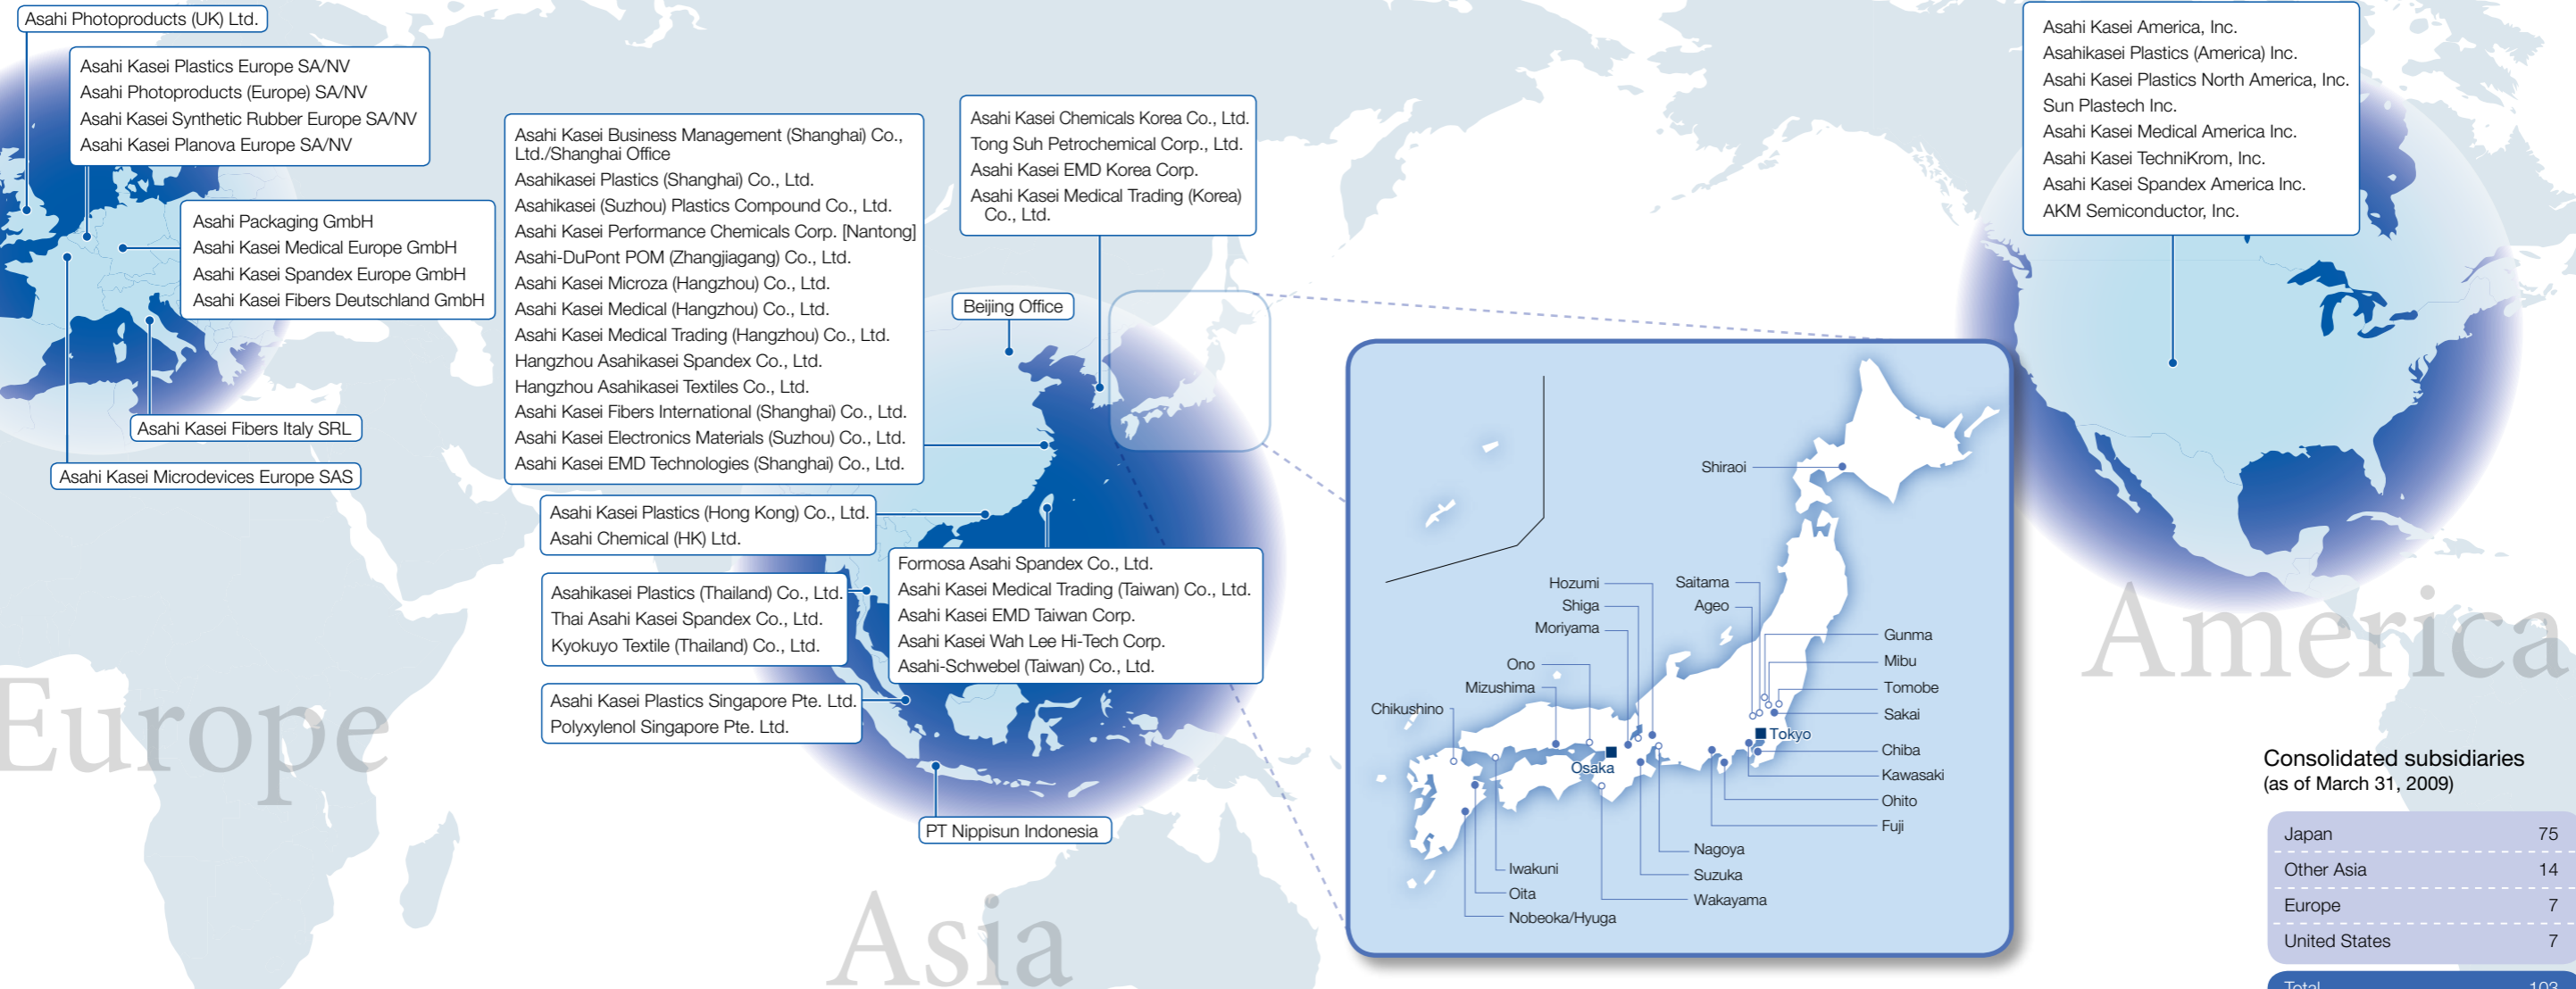 Asahi Photoproducts (UK) Ltd.
Asahi Kasei Plastics Europe SA/NV
Asahi Photoproducts (Europe) SA/NV
Asahi Kasei Synthetic Rubber Europe SA/NV
Asahi Kasei Planova Europe SA/NV
Asahi Packaging GmbH
Asahi Kasei Medical Europe GmbH
Asahi Kasei Spandex Europe GmbH
Asahi Kasei Fibers Deutschland GmbH
Asahi Kasei Fibers Italy SRL
Asahi Kasei Microdevices Europe SAS
Europe
Asahi Kasei Business Management (Shanghai) Co.,
Ltd./Shanghai Office
Asahikasei Plastics (Shanghai) Co., Ltd.
Asahikasei (Suzhou) Plastics Compound Co., Ltd.
Asahi Kasei Performance Chemicals Corp. [Nantong]
Asahi-DuPont POM (Zhangjiagang) Co., Ltd.
Asahi Kasei Microza (Hangzhou) Co., Ltd.
Asahi Kasei Medical (Hangzhou) Co., Ltd.
Asahi Kasei Medical Trading (Hangzhou) Co., Ltd.
Hangzhou Asahikasei Spandex Co., Ltd.
Hangzhou Asahikasei Textiles Co., Ltd.
Asahi Kasei Fibers International (Shanghai) Co., Ltd.
Asahi Kasei Electronics Materials (Suzhou) Co., Ltd.
Asahi Kasei EMD Technologies (Shanghai) Co., Ltd.
Asahi Kasei Chemicals Korea Co., Ltd.
Tong Suh Petrochemical Corp., Ltd.
Asahi Kasei EMD Korea Corp.
Asahi Kasei Medical Trading (Korea)
Co., Ltd.
Beijing Office
Asahi Kasei Plastics (Hong Kong) Co., Ltd.
Asahi Chemical (HK) Ltd.
Asahikasei Plastics (Thailand) Co., Ltd.
Thai Asahi Kasei Spandex Co., Ltd.
Kyokuyo Textile (Thailand) Co., Ltd.
Formosa Asahi Spandex Co., Ltd.
Asahi Kasei Medical Trading (Taiwan) Co., Ltd.
Asahi Kasei EMD Taiwan Corp.
Asahi Kasei Wah Lee Hi-Tech Corp.
Asahi-Schwebel (Taiwan) Co., Ltd.
Asahi Kasei Plastics Singapore Pte. Ltd.
Polyxylenol Singapore Pte. Ltd.
PT Nippisun Indonesia
Asia
Shiraoi
Hozumi
Shiga
Moriyama
Ono
Mizushima
Chikushino
Saitama
Ageo
Gunma
Mibu
Tomobe
Sakai
Tokyo
Chiba
Kawasaki
Ohito
Fuji
Osaka
Nagoya
Suzuka
Wakayama
Iwakuni
Oita
Nobeoka/Hyuga
Asahi Kasei America, Inc.
Asahikasei Plastics (America) Inc.
Asahi Kasei Plastics North America, Inc.
Sun Plastech Inc.
Asahi Kasei Medical America Inc.
Asahi Kasei TechniKrom, Inc.
Asahi Kasei Spandex America Inc.
AKM Semiconductor, Inc.
America
Consolidated subsidiaries
(as of March 31, 2009)
Japan 75
Other Asia 14
Europe 7
United States 7
Total 103